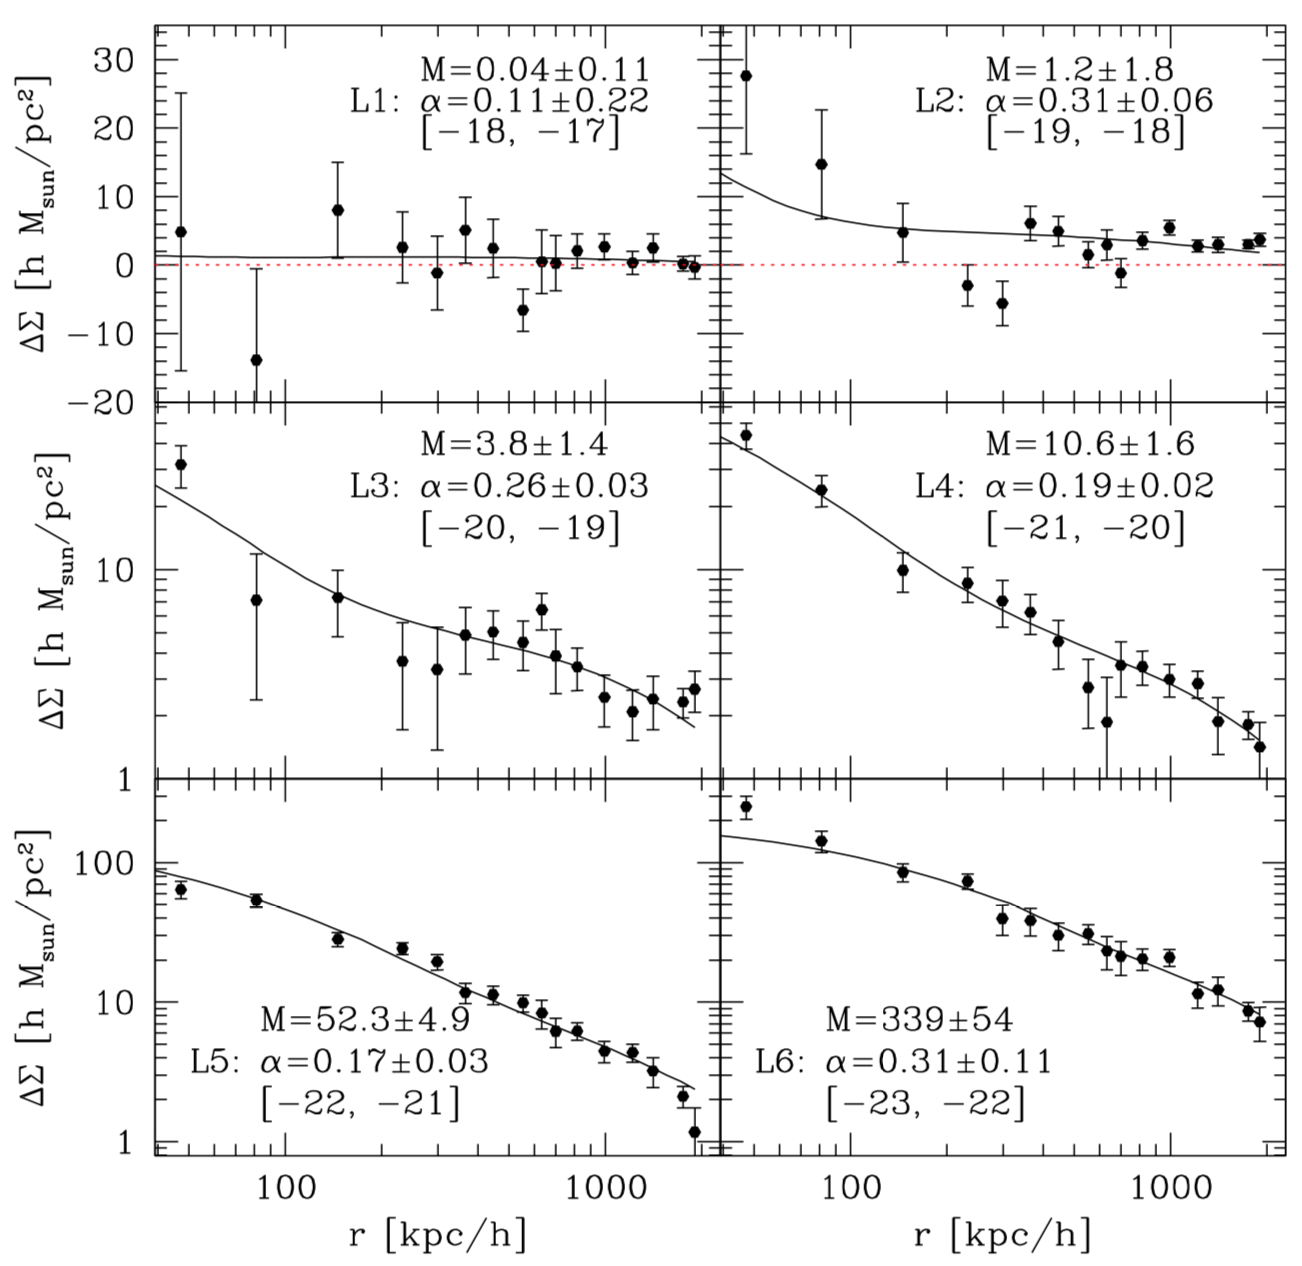 ΔΣ [h M_sun/pc²]
30
20
10
0
−10
−20
M=0.04±0.11
L1: α=0.11±0.22
[−18, −17]
M=1.2±1.8
L2: α=0.31±0.06
[−19, −18]
ΔΣ [h M_sun/pc²]
10
1
M=3.8±1.4
L3: α=0.26±0.03
[−20, −19]
M=10.6±1.6
L4: α=0.19±0.02
[−21, −20]
ΔΣ [h M_sun/pc²]
100
10
1
M=52.3±4.9
L5: α=0.17±0.03
[−22, −21]
M=339±54
L6: α=0.31±0.11
[−23, −22]
100 1000 100 1000
r [kpc/h] r [kpc/h]